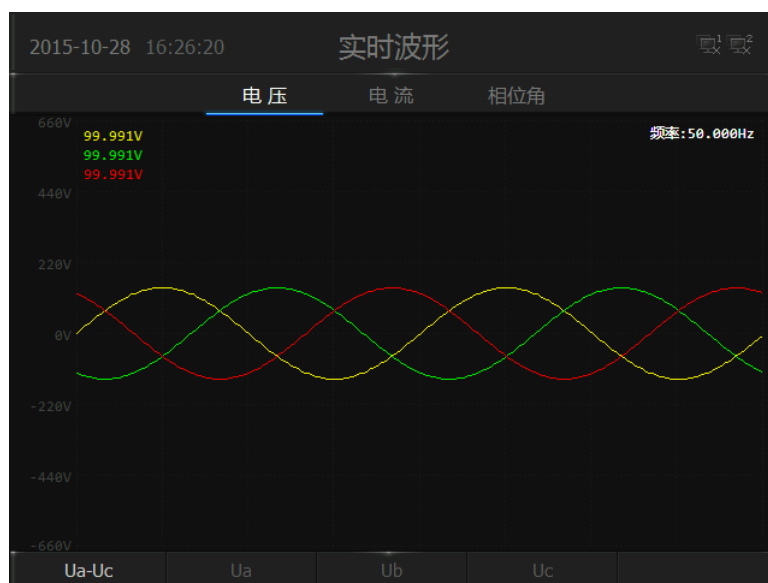 2015-10-28 16:26:20 实时波形 1 2
电压 电流 相位角
660V
99.991V 频率:50.000Hz
99.991V
99.991V
440V
220V
0V
-220V
-440V
-660V
Ua-Uc Ua Ub Uc